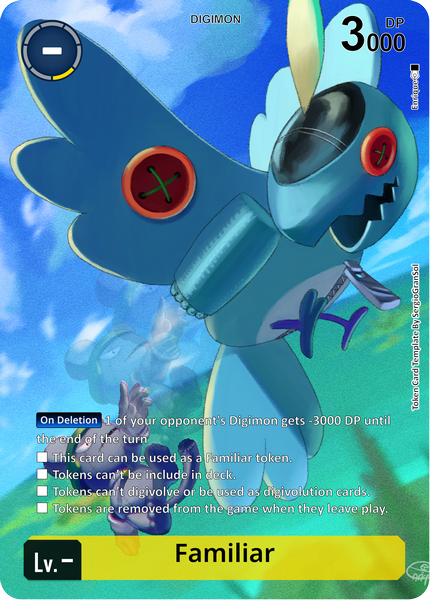 DIGIMON
–
DP
3000
Enrique
Token Card Template By SergioGranSol
On Deletion 1 of your opponent's Digimon gets -3000 DP until
the end of the turn
This card can be used as a Familiar token.
Tokens can't be include in deck.
Tokens can't digivolve or be used as digivolution cards.
Tokens are removed from the game when they leave play.
Lv.–
Familiar